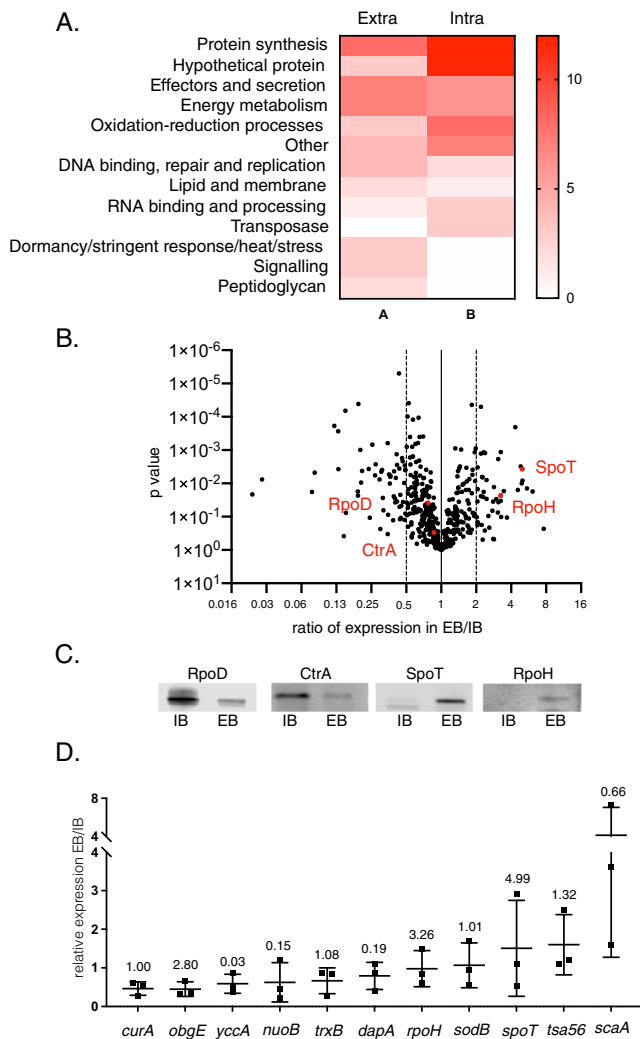 A.
Extra Intra
Protein synthesis
Hypothetical protein
Effectors and secretion
Energy metabolism
Oxidation-reduction processes
Other
DNA binding, repair and replication
Lipid and membrane
RNA binding and processing
Transposase
Dormancy/stringent response/heat/stress
Signalling
Peptidoglycan
A B
10
5
0
B.
p value
1×10-6
1×10-5
1×10-4
1×10-3
1×10-2
1×10-1
1×100
1×101
SpoT
RpoD
RpoH
CtrA
0.016 0.03 0.06 0.13 0.25 0.5 1 2 4 8 16
ratio of expression in EB/IB
C.
RpoD CtrA SpoT RpoH
IB EB IB EB IB EB IB EB
D.
relative expression EB/IB
8
4
4
3
2
1
0
1.00 2.80 0.03 0.15 1.08 0.19 3.26 1.01 4.99 1.32 0.66
curA obgE yccA nuoB trxB dapA rpoH sodB spoT tsa56 scaA